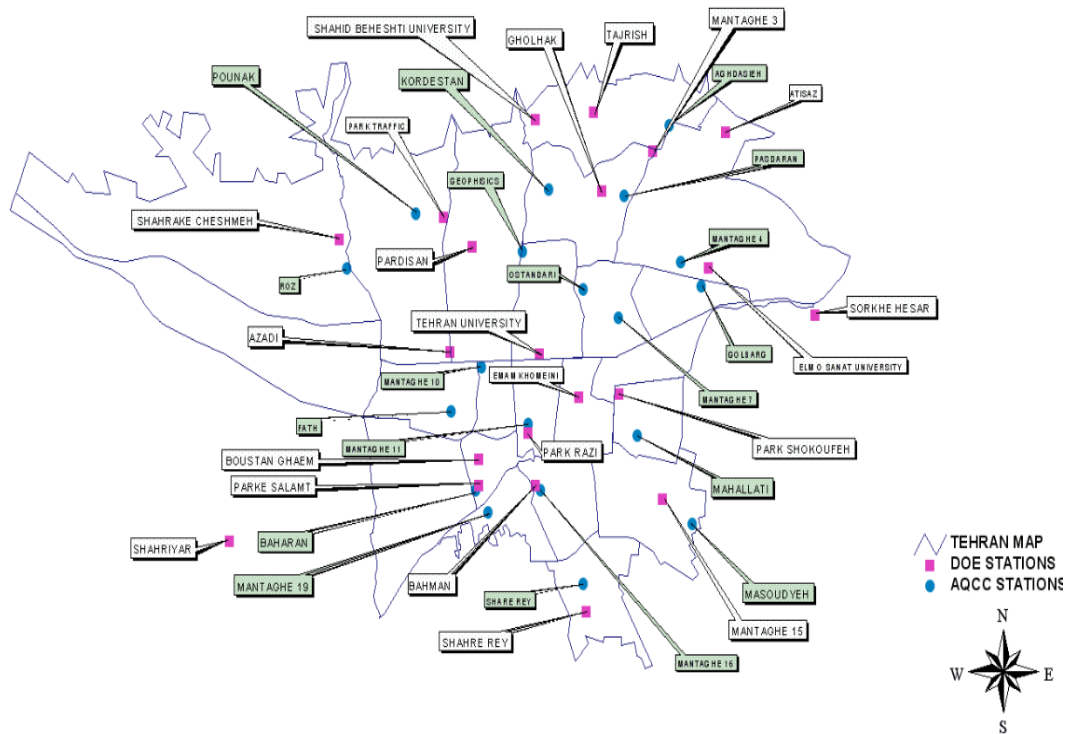 MANTAGHE 3
SHAHID BEHESHTI UNIVERSITY
TAJRISH
GHOLHAK
AGHDASIEH
POUNAK
KORDESTAN
ATISAZ
PARK TRAFFIC
PASDARAN
GEOPHISICS
SHAHRAKE CHESHMEH
MANTAGHE 4
PARDISAN
OSTANDARI
ROZ
SORKHE HESAR
TEHRAN UNIVERSITY
AZADI
GOLBARG
ELM O SANAT UNIVERSITY
EMAM KHOMEINI
MANTAGHE 10
MANTAGHE 7
FATH
MANTAGHE 11
PARK RAZI
PARK SHOKOUFEH
BOUSTAN GHAEM
PARKE SALAMT
MAHALLATI
BAHARAN
SHAHRIYAR
TEHRAN MAP
DOE STATIONS
AQCC STATIONS
MANTAGHE 19
BAHMAN
MASOUDYEH
SHARE REY
MANTAGHE 15
SHAHRE REY
MANTAGHE 16
N
W E
S